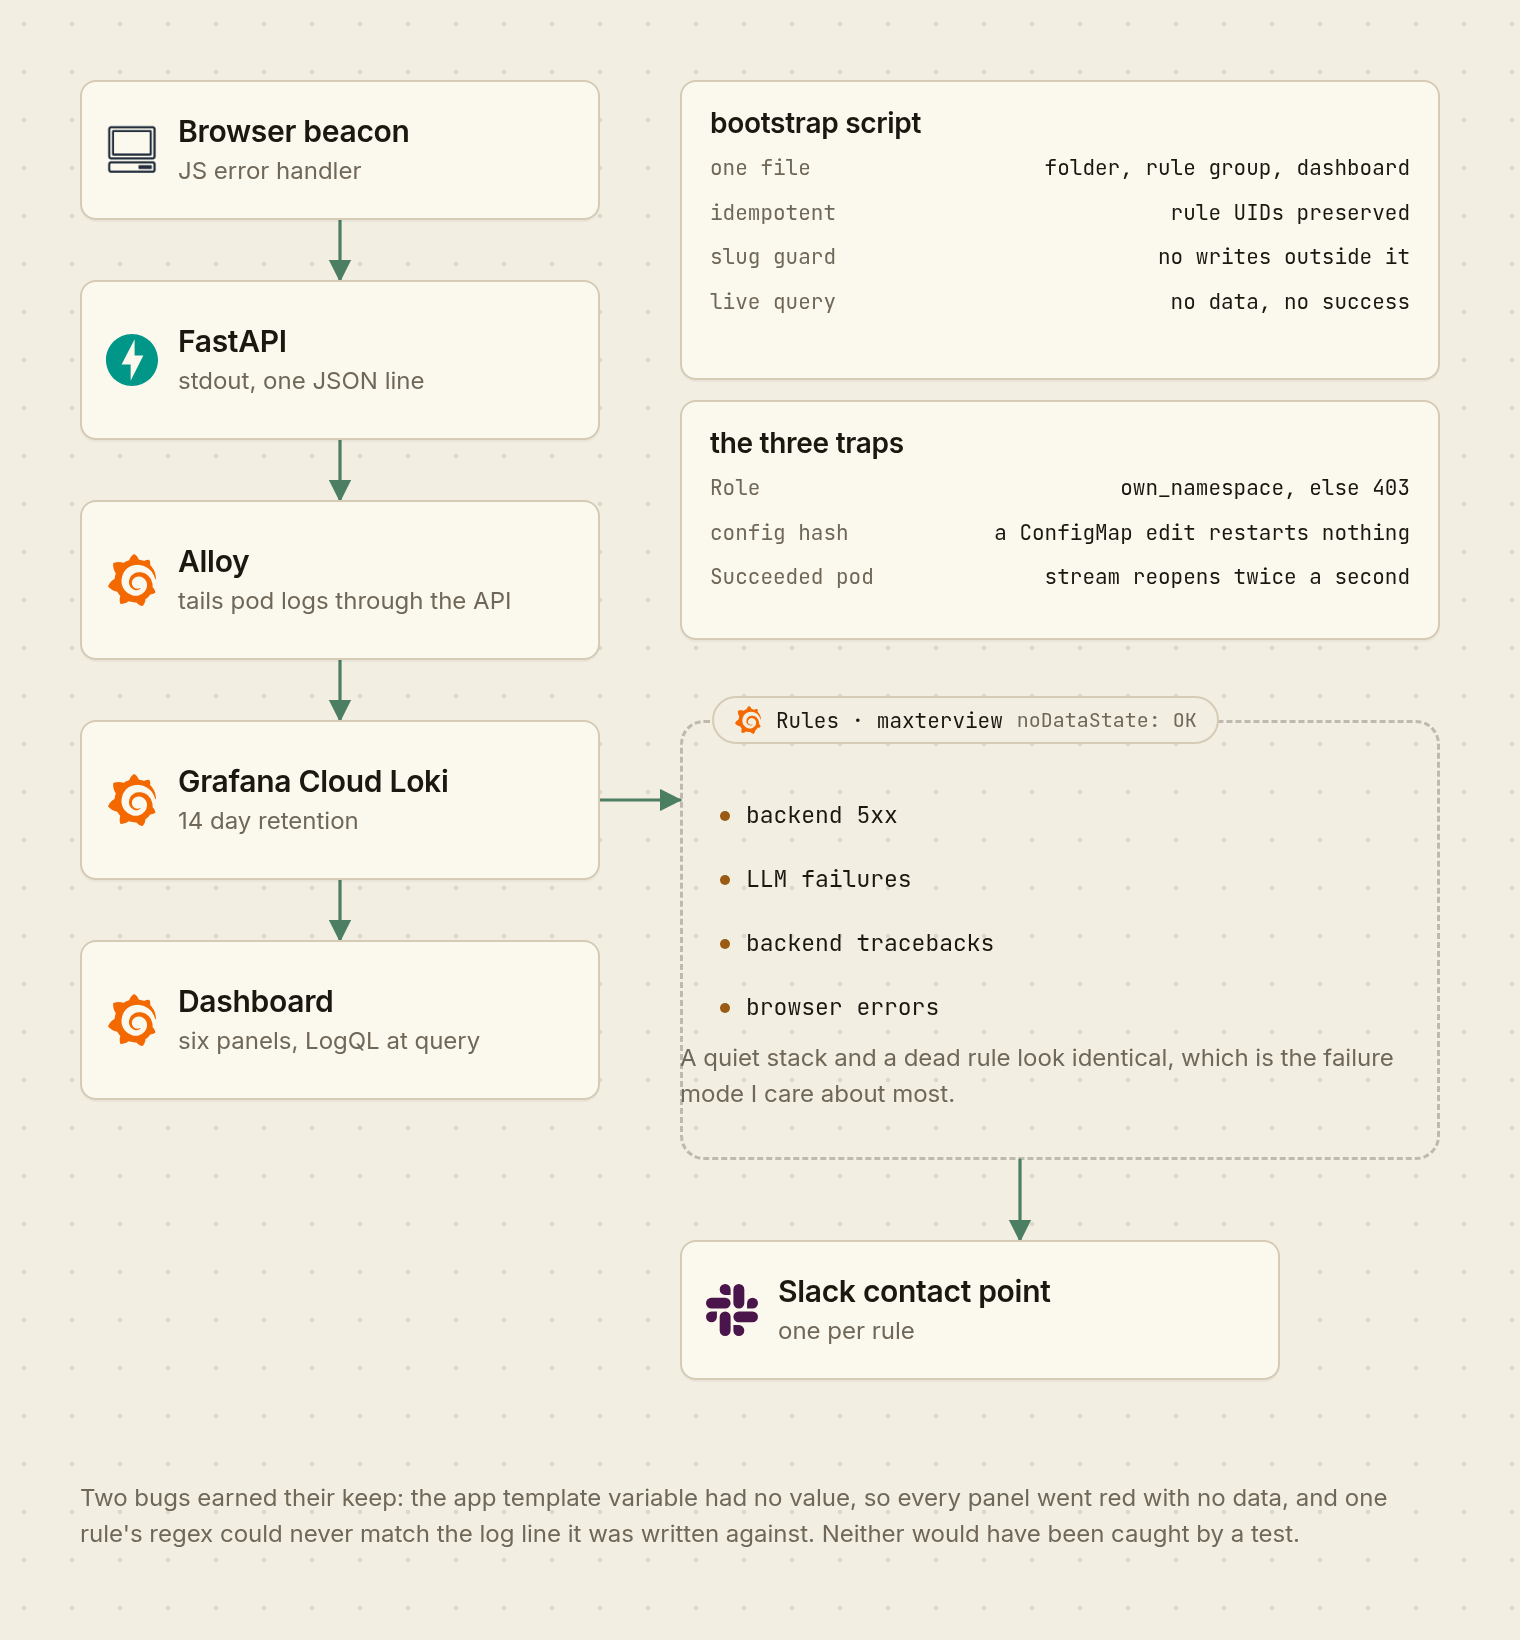 Browser beacon
JS error handler
FastAPI
stdout, one JSON line
Alloy
tails pod logs through the API
Grafana Cloud Loki
14 day retention
Dashboard
six panels, LogQL at query
bootstrap script
one file folder, rule group, dashboard
idempotent rule UIDs preserved
slug guard no writes outside it
live query no data, no success
the three traps
Role own_namespace, else 403
config hash a ConfigMap edit restarts nothing
Succeeded pod stream reopens twice a second
Rules · maxterview noDataState: OK
backend 5xx
LLM failures
backend tracebacks
browser errors
A quiet stack and a dead rule look identical, which is the failure
mode I care about most.
Slack contact point
one per rule
Two bugs earned their keep: the app template variable had no value, so every panel went red with no data, and one
rule's regex could never match the log line it was written against. Neither would have been caught by a test.